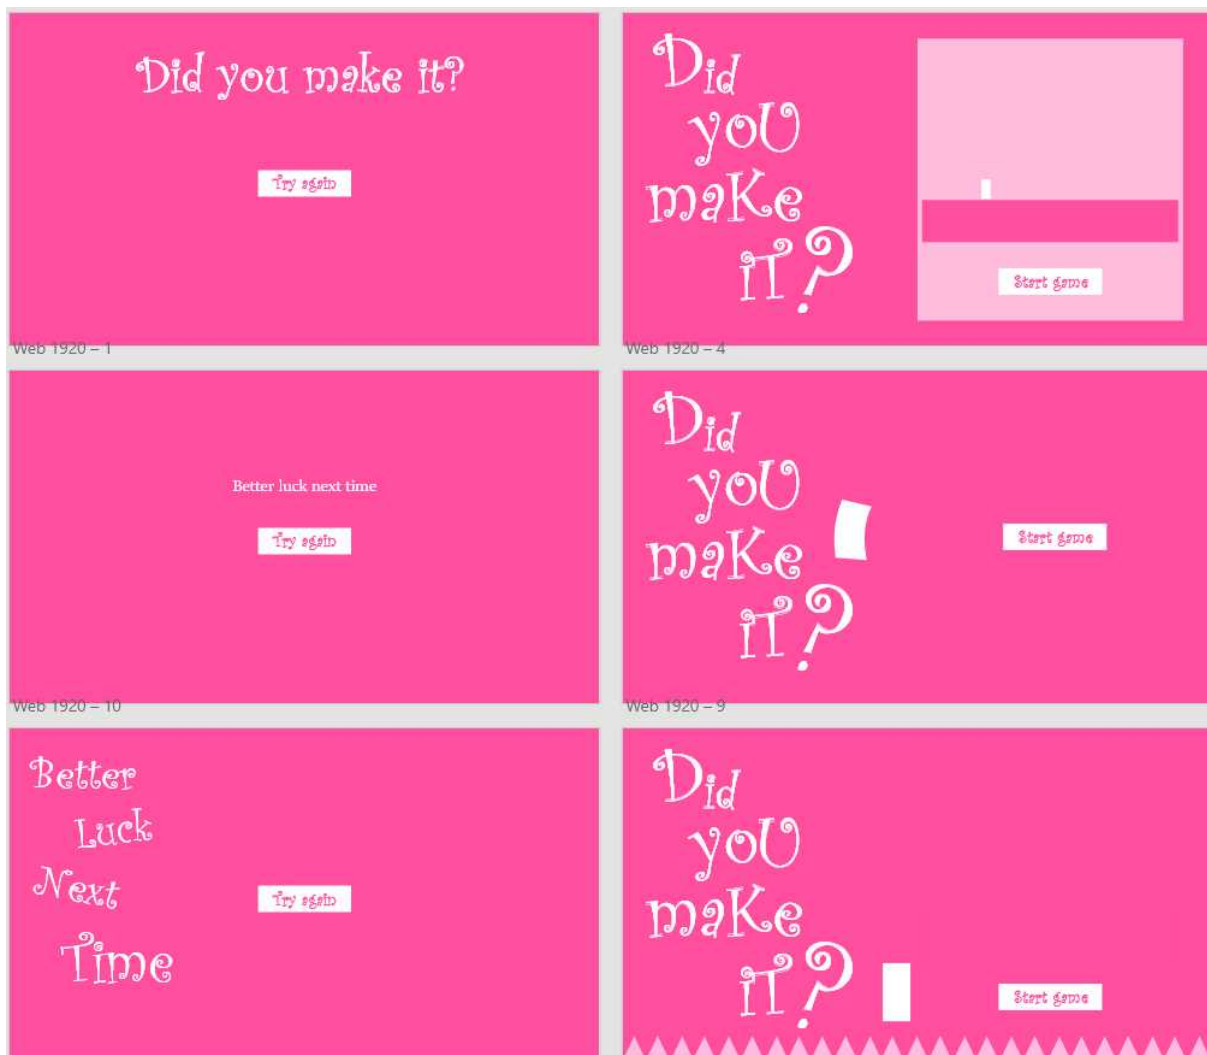 Did you make it?
Try again
Web 1920 – 1
Did
yoU
maKe
iT?
Start game
Web 1920 – 4
Better luck next time
Try again
Web 1920 – 10
Did
yoU
maKe
iT?
Start game
Web 1920 – 9
Better
Luck
Next
Time
Try again
Did
yoU
maKe
iT?
Start game